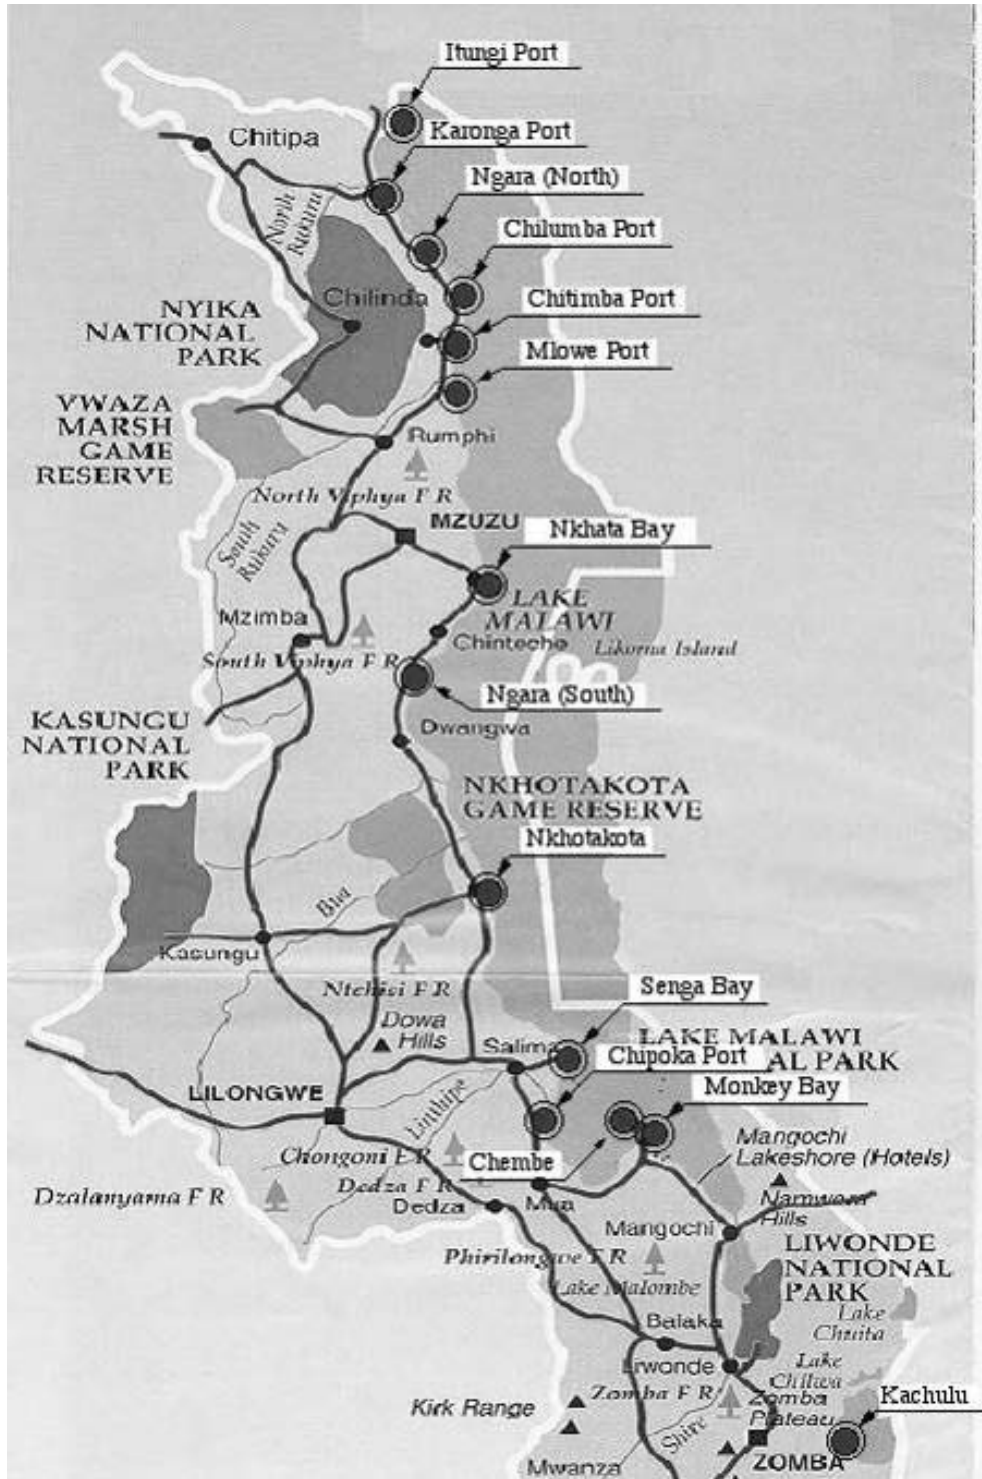 Itungi Port
Karonga Port
Chitipa
Ngara (North)
North
Rukuru
Chilumba Port
Chilinda
Chitimba Port
NYIKA
NATIONAL
PARK
Mlowe Port
VWAZA
MARSH
GAME
RESERVE
Rumphi
North Viphya F R
South
Rukuru
MZUZU
Nkhata Bay
LAKE
MALAWI
Mzimba
Chinteche
Likoma Island
South Viphya F R
Ngara (South)
KASUNGU
NATIONAL
PARK
Dwangwa
NKHOTAKOTA
GAME RESERVE
Nkhotakota
Bua
Kasungu
Ntchisi F R
Senga Bay
Dowa
Hills
Salima
LAKE MALAWI
AL PARK
Chipoka Port
LILONGWE
Monkey Bay
Linthipe
Mangochi
Lakeshore (Hotels)
Chongoni F R
Chembe
Dzalanyama F R
Dedza F R
Dedza
Mua
Namwera
Hills
Mangochi
LIWONDE
NATIONAL
PARK
Phirilongwe F R
Lake Malombe
Lake
Chiuta
Balaka
Liwonde
Lake
Chilwa
Zomba F R
Zomba
Plateau
Kachulu
Kirk Range
Shire
ZOMBA
Mwanza